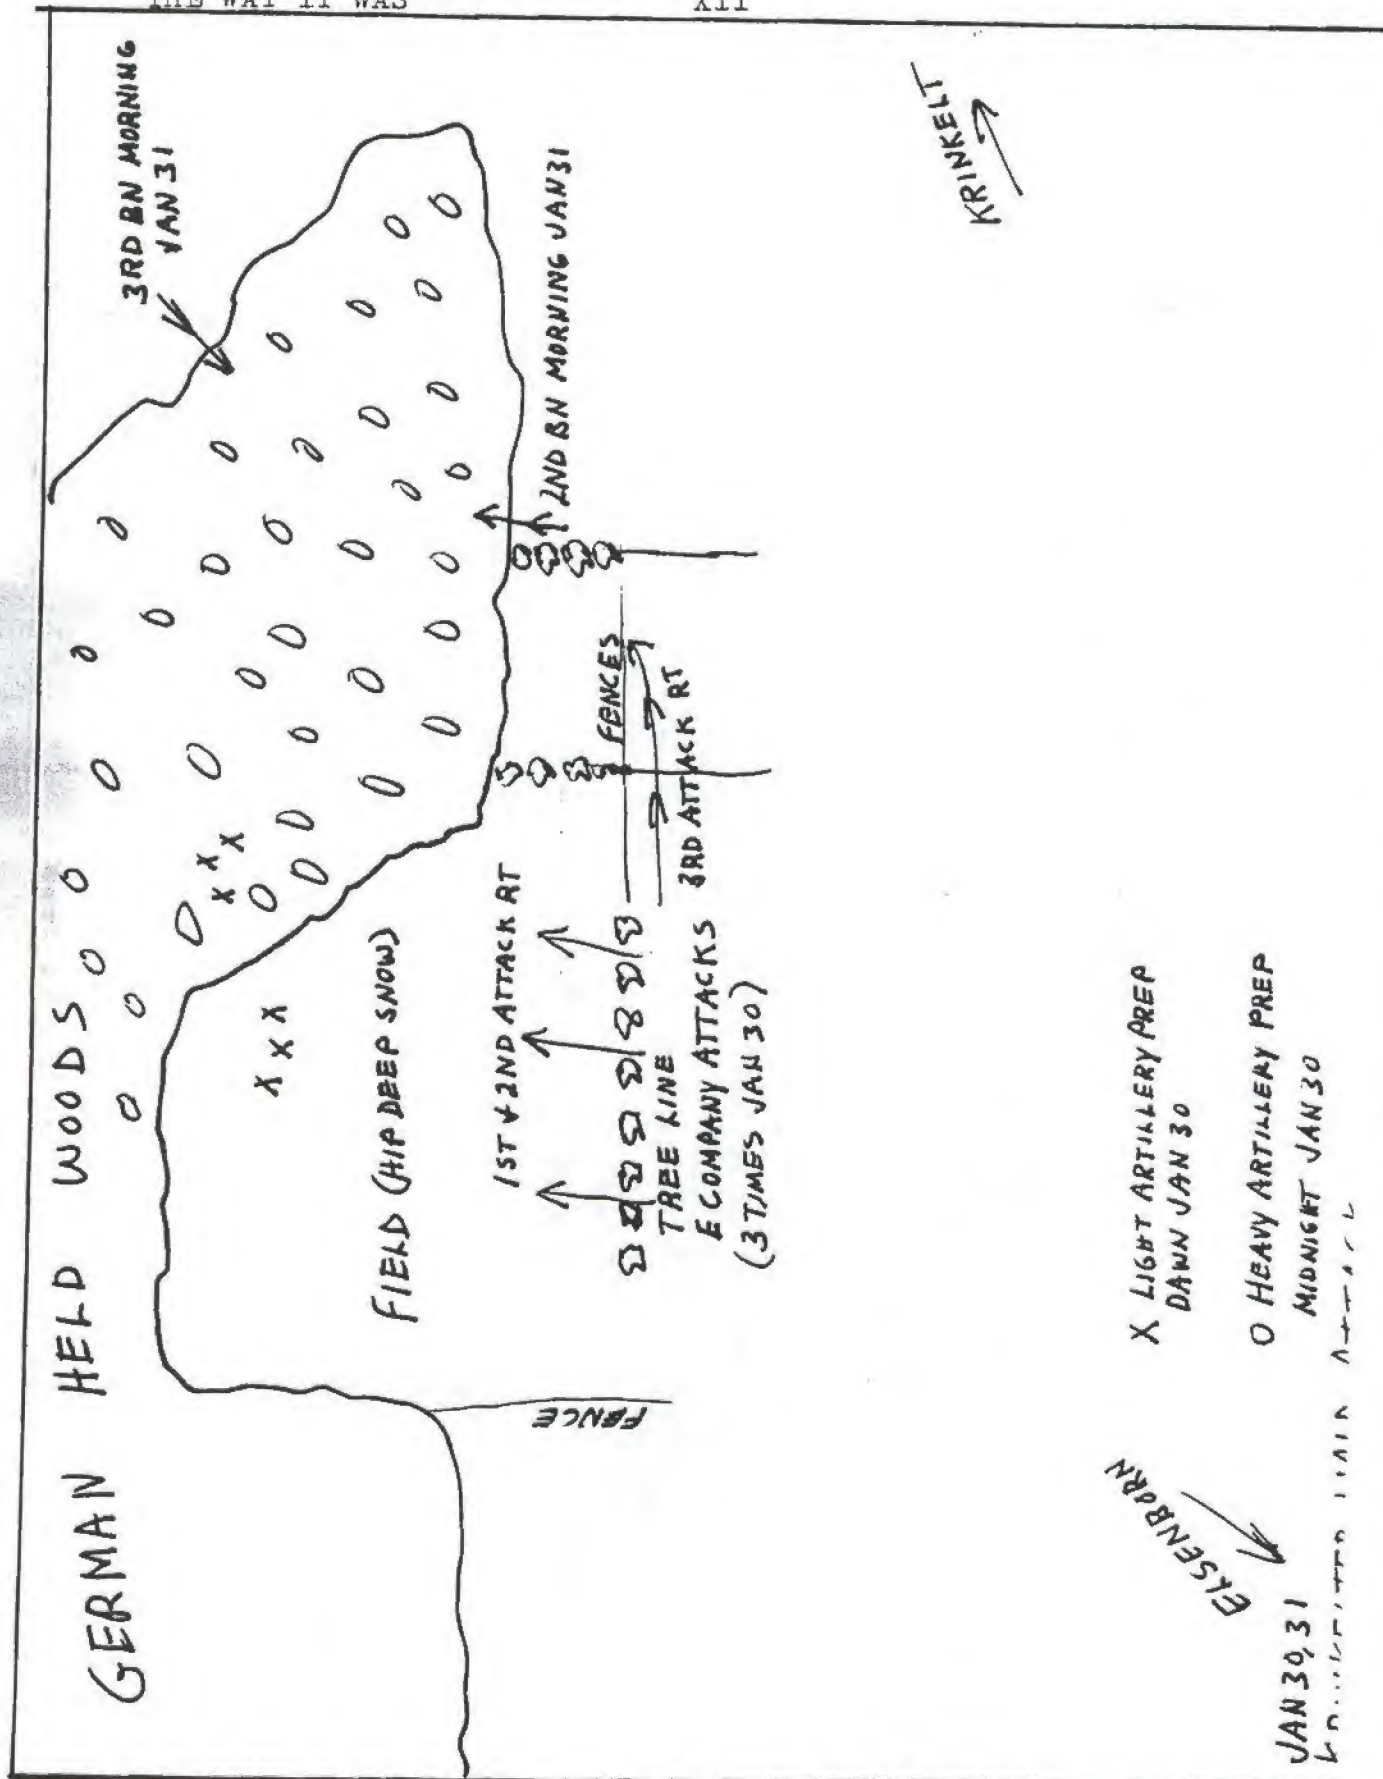 THE WAY IT WAS XII
GERMAN HELD WOODS
3RD BN MORNING
JAN 31
FIELD (HIP DEEP SNOW)
1ST & 2ND ATTACK RT
2ND BN MORNING JAN 31
FENCES
3RD ATTACK RT
TREE LINE
E COMPANY ATTACKS
(3 TIMES JAN 30)
FENCE
KRINKELT
ELSENBORN
X LIGHT ARTILLERY PREP
DAWN JAN 30
O HEAVY ARTILLERY PREP
MIDNIGHT JAN 30
JAN 30, 31